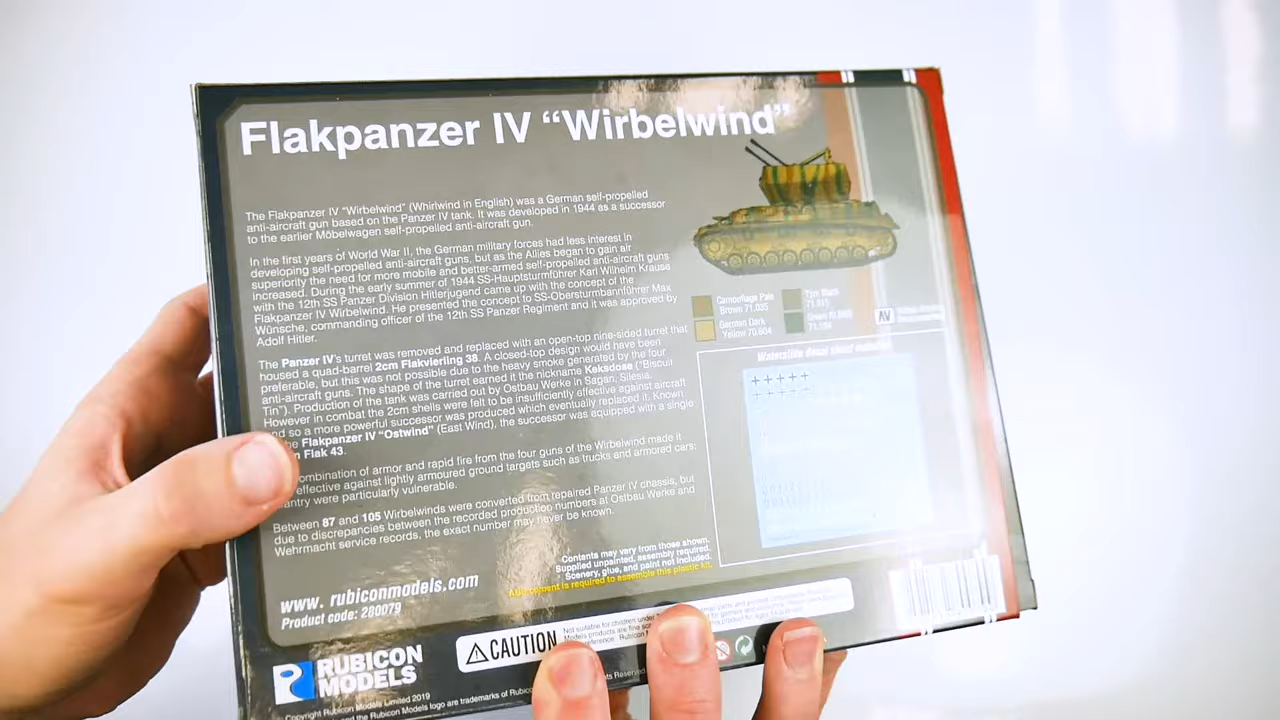 Flakpanzer IV “Wirbelwind”
The Flakpanzer IV “Wirbelwind” (Whirlwind in English) was a German self-propelled
anti-aircraft gun based on the Panzer IV tank. It was developed in 1944 as a successor
to the earlier Möbelwagen self-propelled anti-aircraft gun.
In the first years of World War II, the German military forces had less interest in
developing self-propelled anti-aircraft guns, but as the Allies began to gain air
superiority the need for more mobile and better-armed self-propelled anti-aircraft guns
increased. During the early summer of 1944 SS-Hauptsturmführer Karl Wilhelm Krause
with the 12th SS Panzer Division Hitlerjugend came up with the concept of the
Flakpanzer IV Wirbelwind. He presented the concept to SS-Obersturmbannführer Max
Wünsche, commanding officer of the 12th SS Panzer Regiment and it was approved by
Adolf Hitler.
The Panzer IV's turret was removed and replaced with an open-top nine-sided turret that
housed a quad-barrel 2cm Flakvierling 38. A closed-top design would have been
preferable, but this was not possible due to the heavy smoke generated by the four
anti-aircraft guns. The shape of the turret earned it the nickname Keksdose (“Biscuit
Tin”). Production of the tank was carried out by Ostbau Werke in Sagan, Silesia.
However in combat the 2cm shells were felt to be insufficiently effective against aircraft
and so a more powerful successor was produced which eventually replaced it. Known
Flakpanzer IV “Ostwind” (East Wind), the successor was equipped with a single
Flak 43.
combination of armor and rapid fire from the four guns of the Wirbelwind made it
effective against lightly armoured ground targets such as trucks and armored cars;
were particularly vulnerable.
Between 87 and 105 Wirbelwinds were converted from repaired Panzer IV chassis, but
due to discrepancies between the recorded production numbers at Ostbau Werke and
Wehrmacht service records, the exact number may never be known.
Camouflage Pale
Brown 71.035
German Dark
Yellow 70.604
AV
Waterslide decal sheet included
Contents may vary from those shown.
Supplied unpainted, assembly required.
Scenery, glue, and paint not included.
cement is required to assemble this plastic kit.
www. rubiconmodels.com
Product code: 280079
CAUTION
Not suitable for children under
RUBICON
MODELS
Copyright Rubicon Models Limited 2019
and the Rubicon Models logo are trademarks of